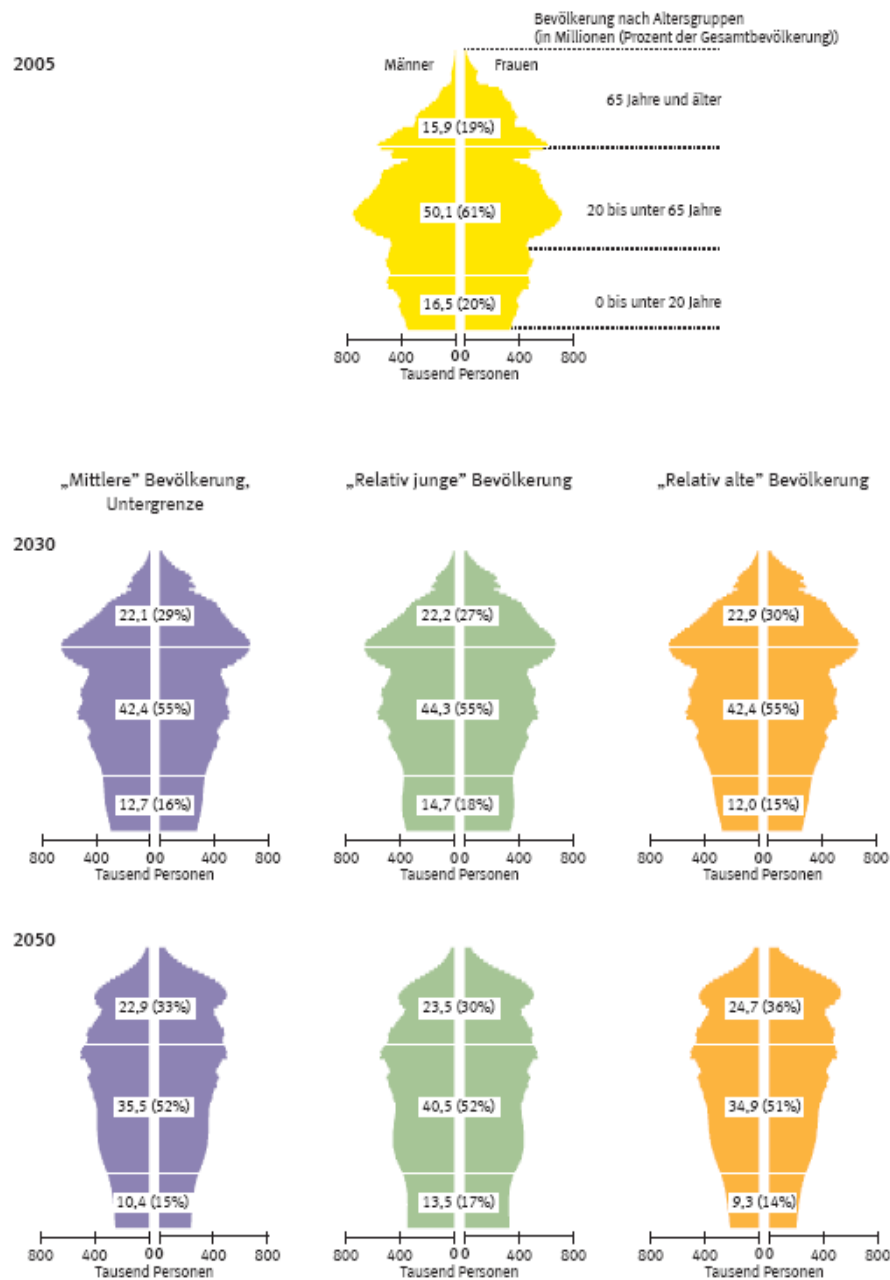 Bevölkerung nach Altersgruppen
(in Millionen (Prozent der Gesamtbevölkerung))
2005
Männer
Frauen
65 Jahre und älter
15,9 (19%)
50,1 (61%)
20 bis unter 65 Jahre
16,5 (20%)
0 bis unter 20 Jahre
800 400 0 0 400 800
Tausend Personen
„Mittlere” Bevölkerung,
Untergrenze
„Relativ junge” Bevölkerung
„Relativ alte” Bevölkerung
2030
22,1 (29%)
22,2 (27%)
22,9 (30%)
42,4 (55%)
44,3 (55%)
42,4 (55%)
12,7 (16%)
14,7 (18%)
12,0 (15%)
800 400 0 0 400 800
800 400 0 0 400 800
800 400 0 0 400 800
Tausend Personen
Tausend Personen
Tausend Personen
2050
22,9 (33%)
23,5 (30%)
24,7 (36%)
35,5 (52%)
40,5 (52%)
34,9 (51%)
10,4 (15%)
13,5 (17%)
9,3 (14%)
800 400 0 0 400 800
800 400 0 0 400 800
800 400 0 0 400 800
Tausend Personen
Tausend Personen
Tausend Personen